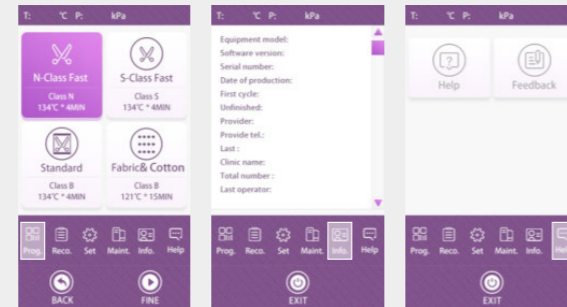 T: ℃ P: kPa
N-Class Fast
Class N
134℃ * 4MIN
S-Class Fast
Class S
134℃ * 4MIN
Standard
Class B
134℃ * 4MIN
Fabric& Cotton
Class B
121℃ * 15MIN
Prog. Reco. Set Maint. Info. Help
BACK FINE
T: ℃ P: kPa
Equipment model:
Software version:
Serial number:
Date of production:
First cycle:
Unfinished:
Provider:
Provide tel.:
Last :
Clinic name:
Total number :
Last operator:
Prog. Reco. Set Maint. Info. Help
EXIT
T: ℃ P: kPa
Help Feedback
Prog. Reco. Set Maint. Info. Help
EXIT